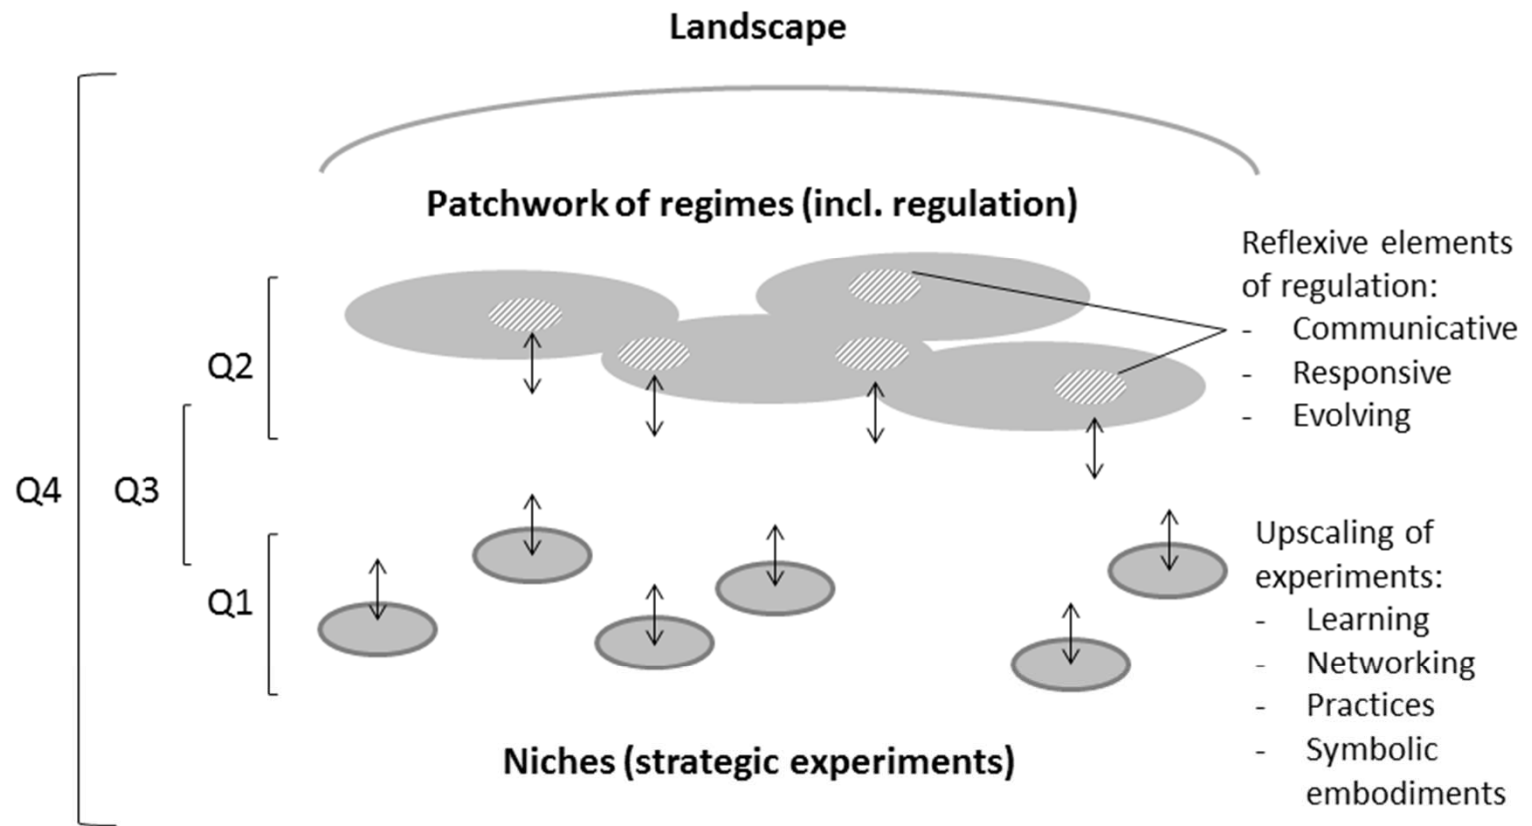 Landscape
Patchwork of regimes (incl. regulation)
Reflexive elements
of regulation:
- Communicative
- Responsive
- Evolving
Q2
Q4
Q3
Q1
Upscaling of
experiments:
- Learning
- Networking
- Practices
- Symbolic
embodiments
Niches (strategic experiments)